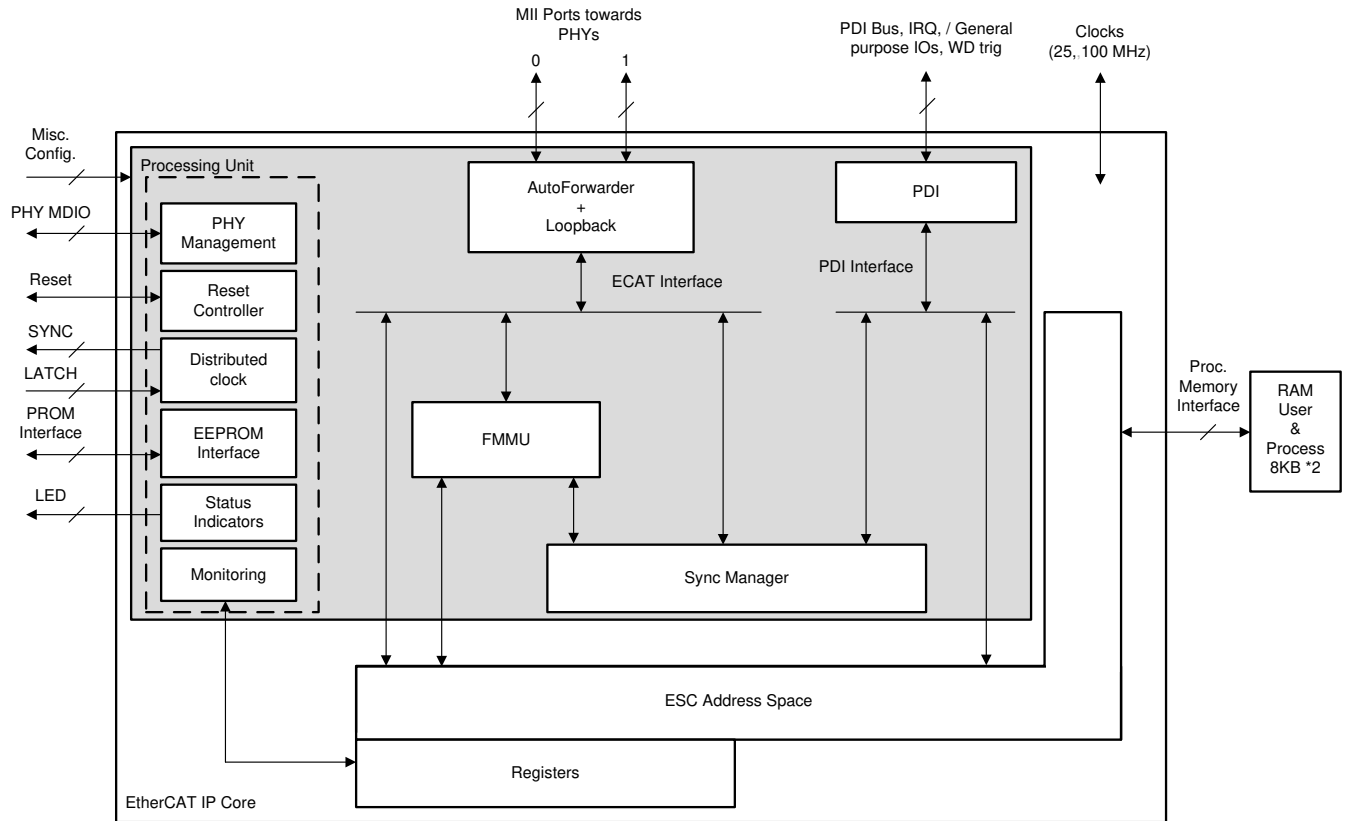 MII Ports towards
PHYs
0
1
PDI Bus, IRQ, / General
purpose IOs, WD trig
Clocks
(25,,100 MHz)
Misc.
Config.
Processing Unit
AutoForwarder
+
Loopback
PDI
PHY MDIO
PHY
Management
ECAT Interface
PDI Interface
Reset
Reset
Controller
SYNC
LATCH
Distributed
clock
PROM
Interface
EEPROM
Interface
FMMU
Proc.
Memory
Interface
RAM
User
&
Process
8KB *2
LED
Status
Indicators
Monitoring
Sync Manager
ESC Address Space
Registers
EtherCAT IP Core